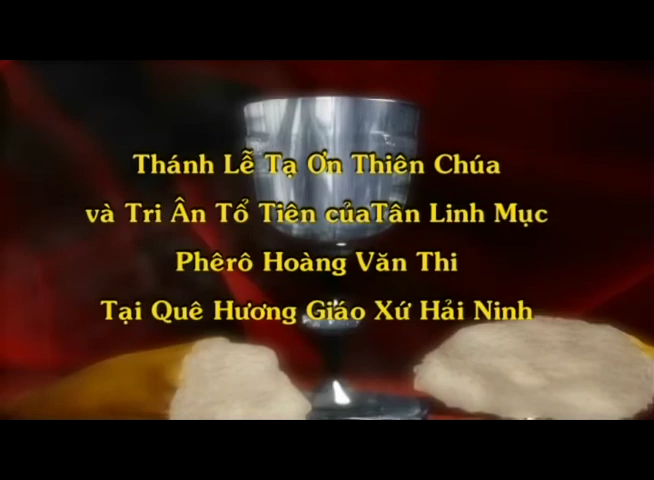 Thánh Lễ Tạ Ơn Thiên Chúa
và Tri Ân Tổ Tiên củaTân Linh Mục
Phêrô Hoàng Văn Thi
Tại Quê Hương Giáo Xứ Hải Ninh